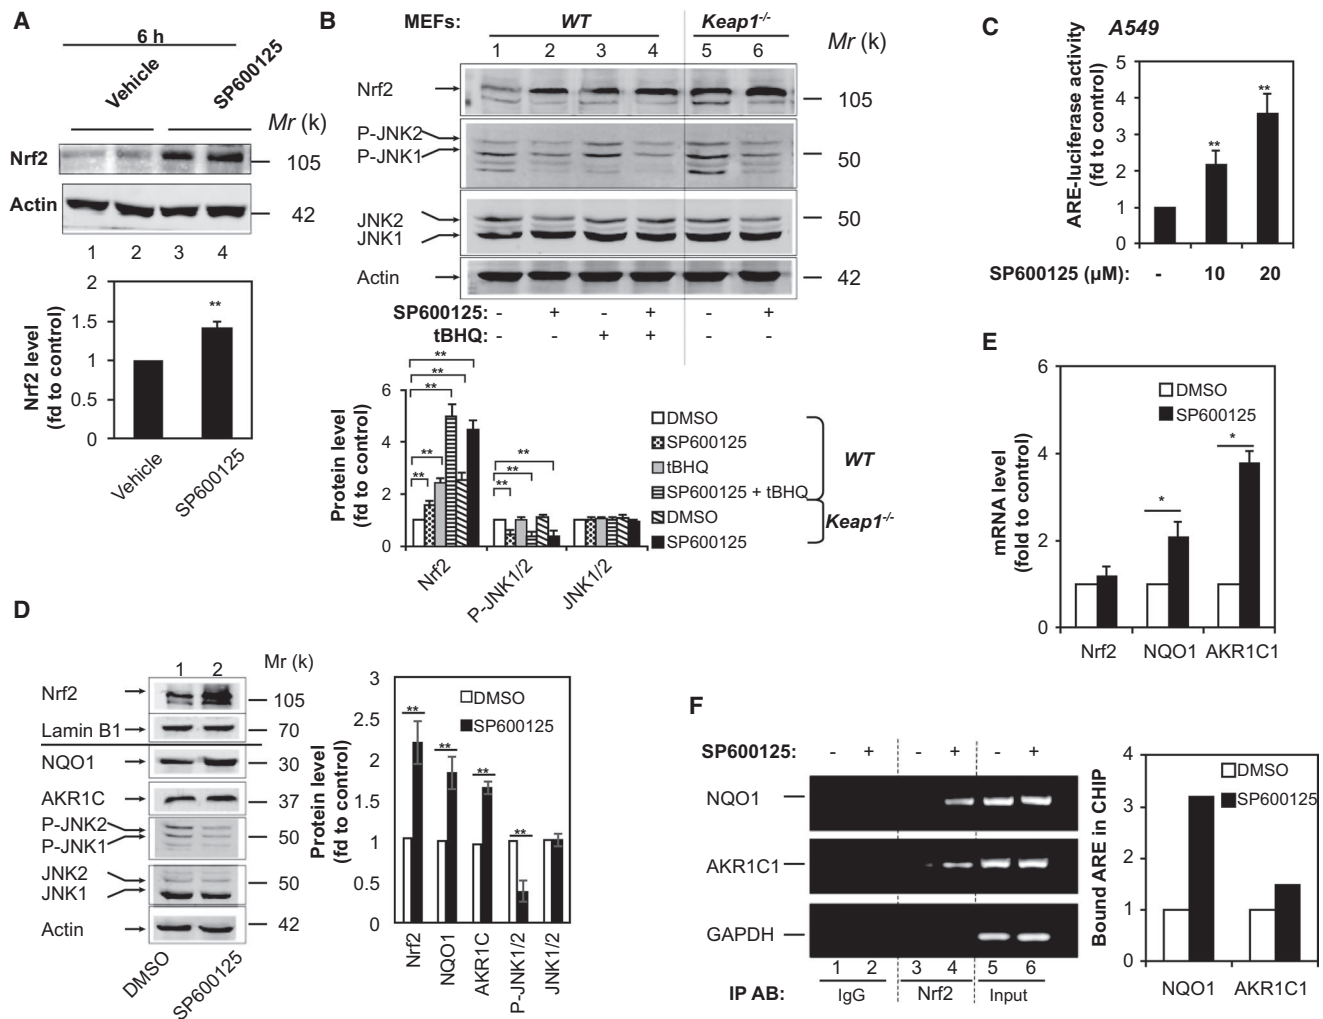 A
6 h
Vehicle
SP600125
Mr (k)
Nrf2
105
Actin
42
1 2 3 4
Nrf2 level
(fd to control)
2
1.5
1
0.5
0
**
Vehicle
SP600125
B
MEFs:
WT
Keap1-/-
1 2 3 4 5 6
Mr (k)
Nrf2
105
P-JNK2
P-JNK1
50
JNK2
JNK1
50
Actin
42
SP600125: - + - + - +
tBHQ: - - + + - -
Protein level
(fd to control)
6
4
2
0
** ** ** ** **
** ** **
Nrf2
P-JNK1/2
JNK1/2
DMSO
SP600125
tBHQ
SP600125 + tBHQ
DMSO
SP600125
WT
Keap1-/-
C
A549
ARE-luciferase activity
(fd to control)
5
4
3
2
1
0
** **
SP600125 (µM): - 10 20
D
1 2
Mr (k)
Nrf2
105
Lamin B1
70
NQO1
30
AKR1C
37
P-JNK2
P-JNK1
50
JNK2
JNK1
50
Actin
42
DMSO
SP600125
Protein level
(fd to control)
3
2.5
2
1.5
1
0.5
0
DMSO
SP600125
** ** ** **
Nrf2
NQO1
AKR1C
P-JNK1/2
JNK1/2
E
mRNA level
(fold to control)
6
4
2
0
DMSO
SP600125
* *
Nrf2 NQO1 AKR1C1
F
SP600125: - + - + - +
NQO1
AKR1C1
GAPDH
1 2 3 4 5 6
IP AB: IgG Nrf2 Input
Bound ARE in CHIP
4
3
2
1
0
DMSO
SP600125
NQO1 AKR1C1